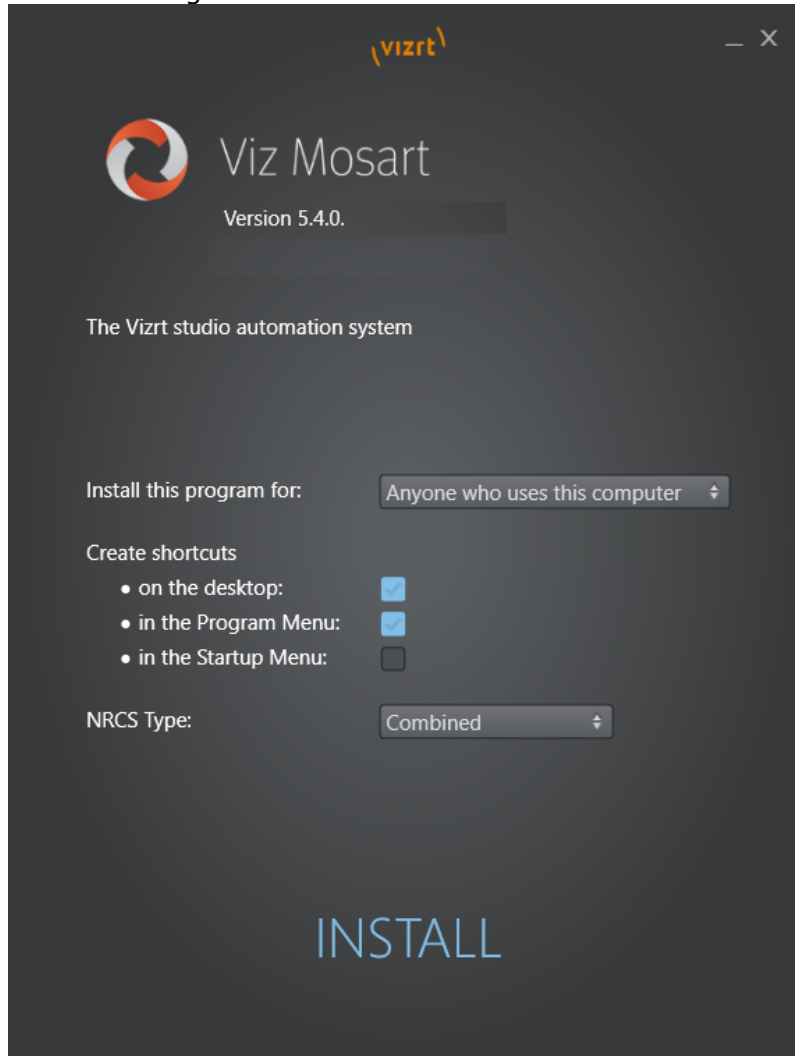 vizrt
Viz Mosart
Version 5.4.0.
The Vizrt studio automation system
Install this program for: Anyone who uses this computer
Create shortcuts
• on the desktop:
• in the Program Menu:
• in the Startup Menu:
NRCS Type: Combined
INSTALL